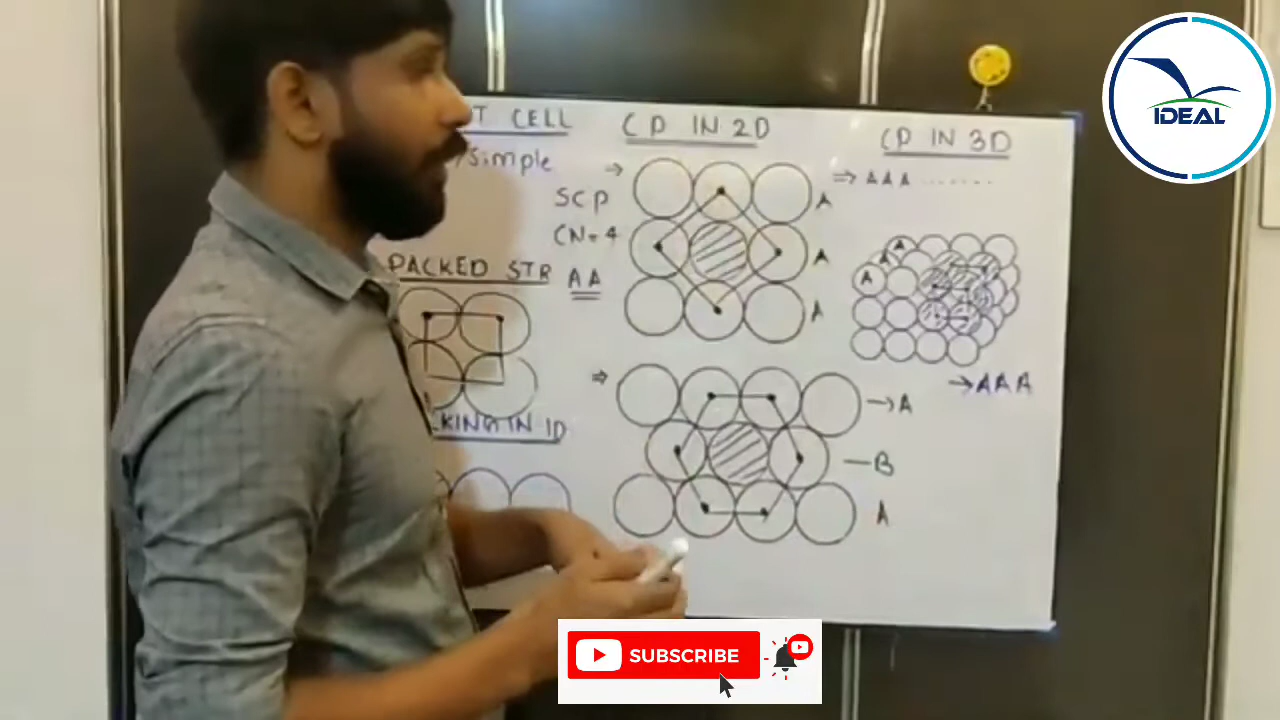 T CELL
/Simple
PACKED STR
CKING IN 1D
CP IN 2D
SCP
CN=4
AA
A
A
A
→A
B
A
CP IN 3D
⇒ AAA .......
A
A
A
→AAA
IDEAL
SUBSCRIBE